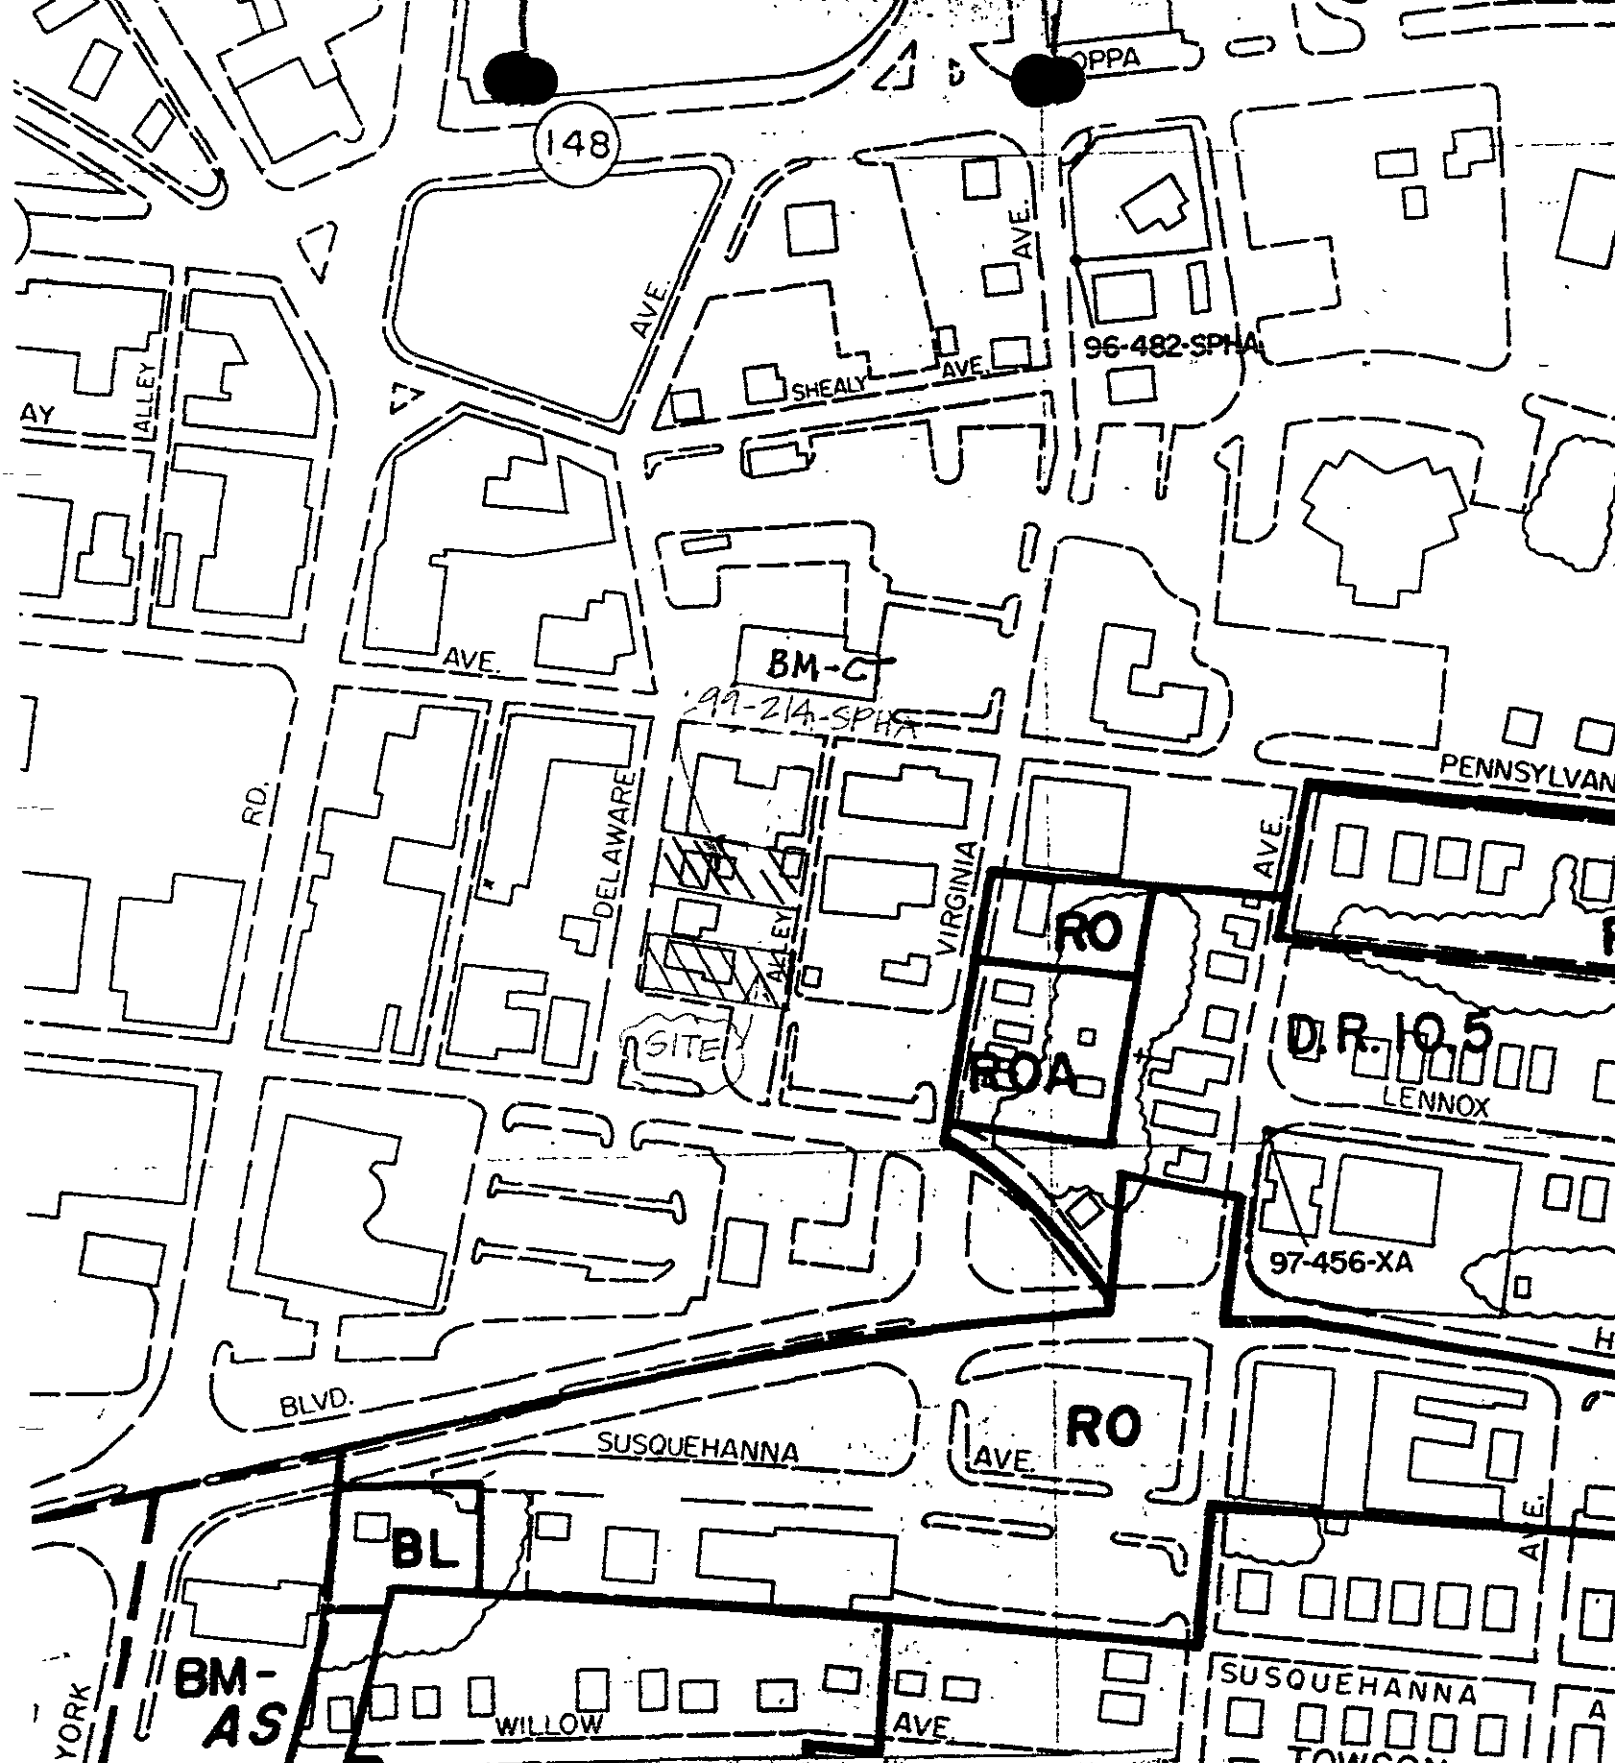 OPPA
148
AVE.
AVE.
96-482-SPHA
SHEALY AVE.
ALLEY
AY
AVE.
BM-C
99-214-SPHA
PENNSYLVAN
RD.
DELAWARE
VIRGINIA
AVE.
ALLEY
RO
D.R. 10.5
SITE
ROA
LENNOX
97-456-XA
H
BLVD.
SUSQUEHANNA AVE.
RO
BL
AVE.
BM-
AS
YORK
WILLOW AVE
SUSQUEHANNA
A
TOWSON